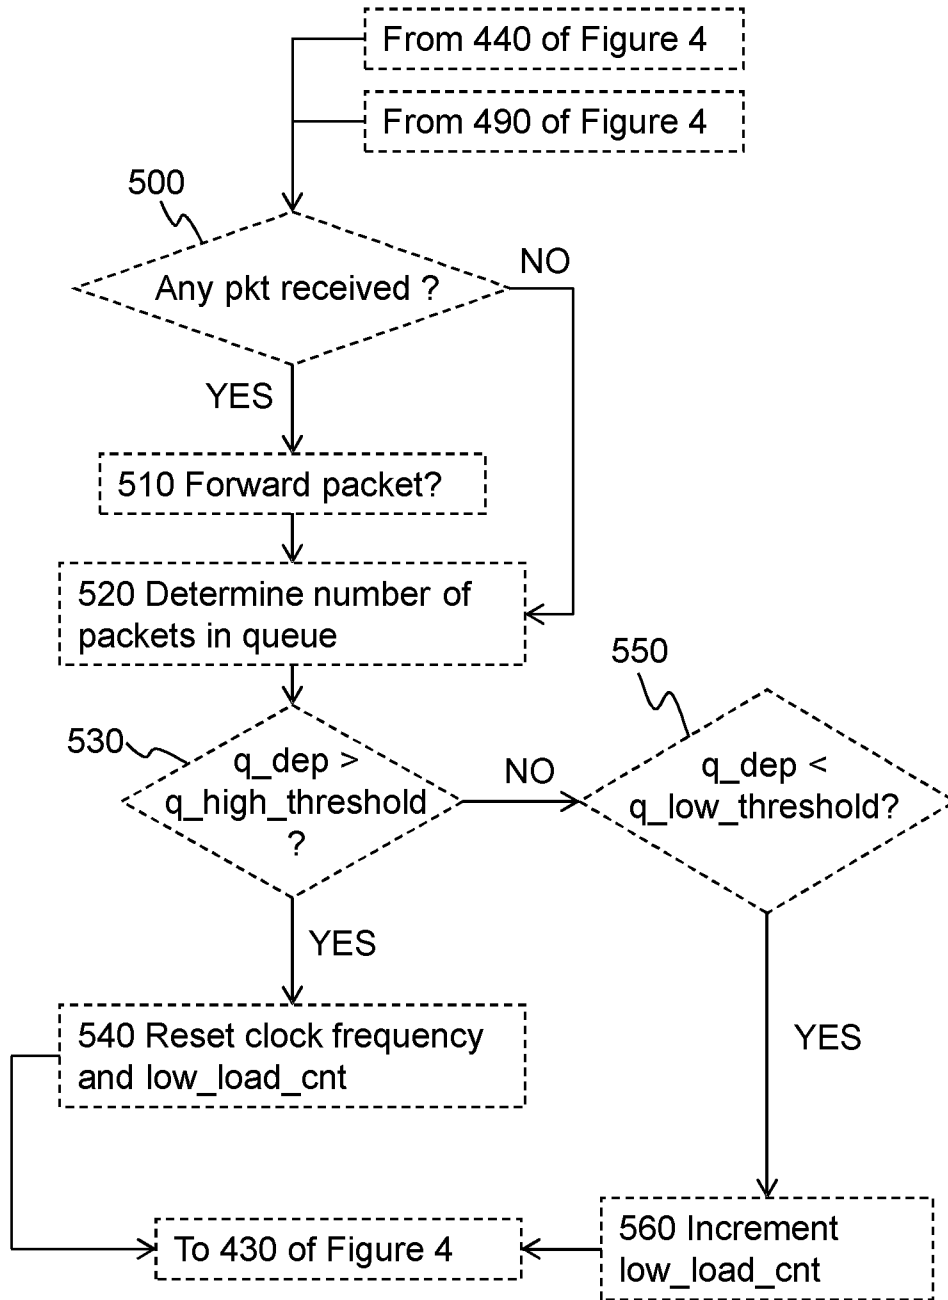 From 440 of Figure 4
From 490 of Figure 4
500
Any pkt received ?
NO
YES
510 Forward packet?
520 Determine number of
packets in queue
530
q_dep >
q_high_threshold
?
NO
550
q_dep <
q_low_threshold?
YES
540 Reset clock frequency
and low_load_cnt
YES
To 430 of Figure 4
560 Increment
low_load_cnt